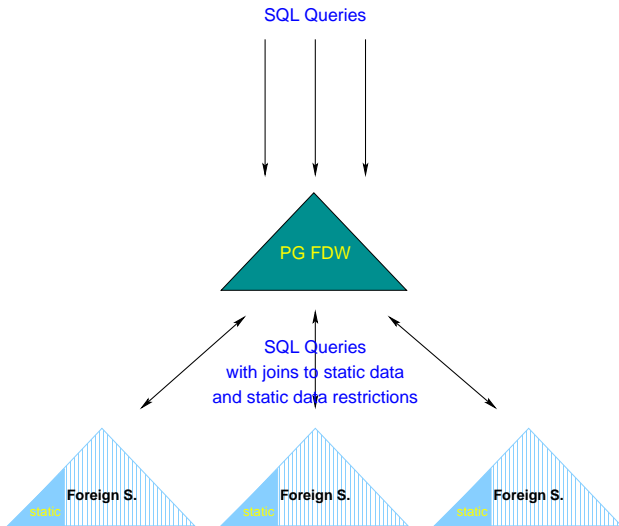 SQL Queries
PG FDW
SQL Queries
with joins to static data
and static data restrictions
Foreign S.
static
Foreign S.
static
Foreign S.
static